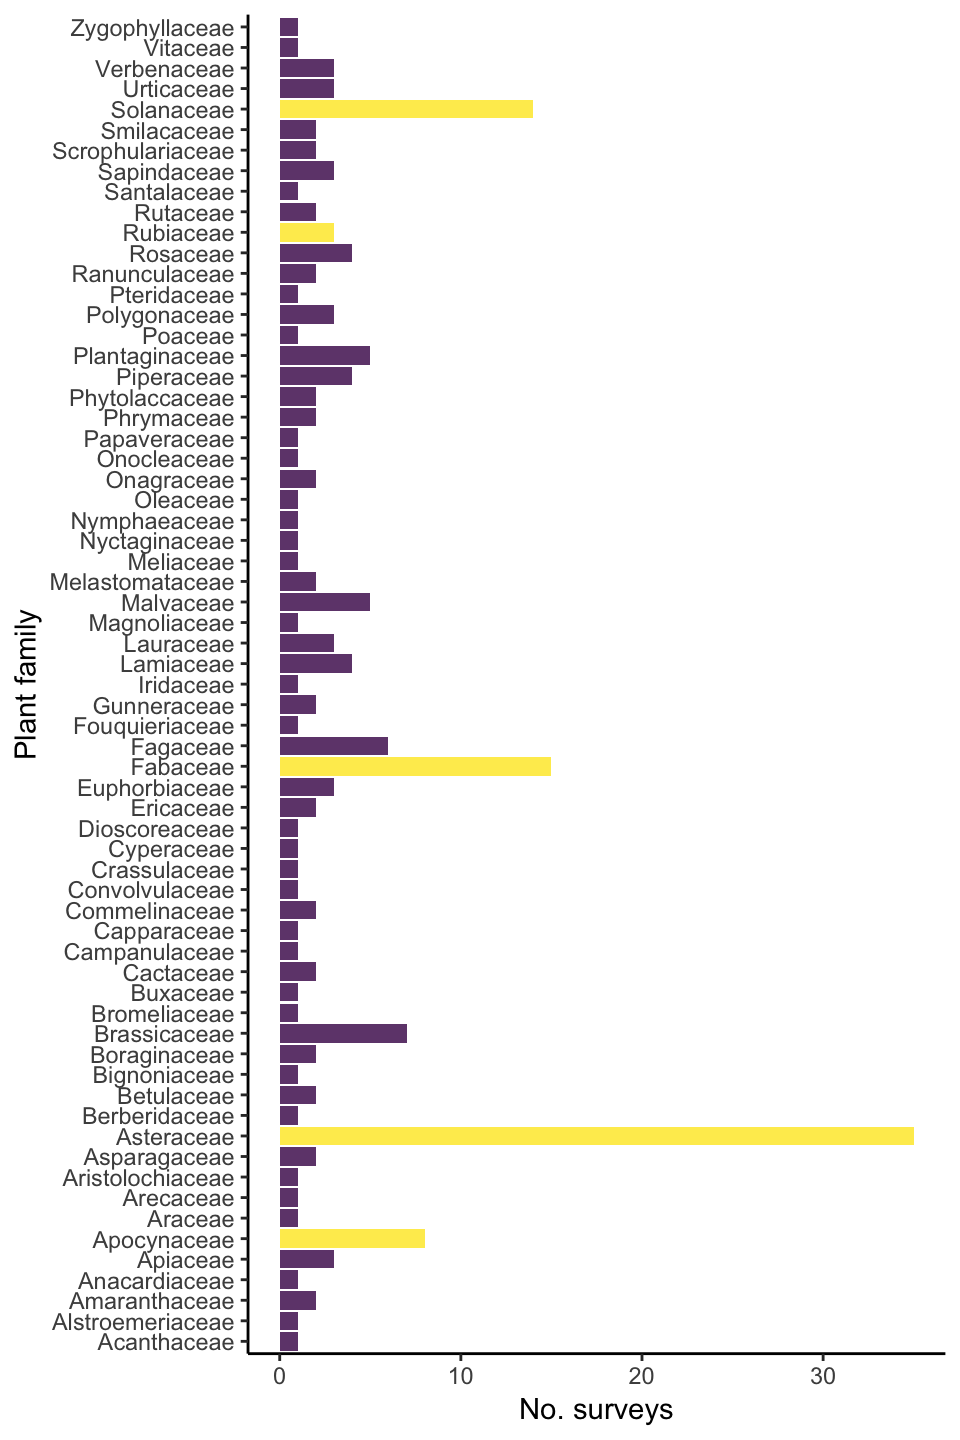 Zygophyllaceae
Vitaceae
Verbenaceae
Urticaceae
Solanaceae
Smilacaceae
Scrophulariaceae
Sapindaceae
Santalaceae
Rutaceae
Rubiaceae
Rosaceae
Ranunculaceae
Pteridaceae
Polygonaceae
Poaceae
Plantaginaceae
Piperaceae
Phytolaccaceae
Phrymaceae
Papaveraceae
Onocleaceae
Onagraceae
Oleaceae
Nymphaeaceae
Nyctaginaceae
Meliaceae
Melastomataceae
Malvaceae
Magnoliaceae
Lauraceae
Lamiaceae
Iridaceae
Gunneraceae
Fouquieriaceae
Fagaceae
Fabaceae
Euphorbiaceae
Ericaceae
Dioscoreaceae
Cyperaceae
Crassulaceae
Convolvulaceae
Commelinaceae
Capparaceae
Campanulaceae
Cactaceae
Buxaceae
Bromeliaceae
Brassicaceae
Boraginaceae
Bignoniaceae
Betulaceae
Berberidaceae
Asteraceae
Asparagaceae
Aristolochiaceae
Arecaceae
Araceae
Apocynaceae
Apiaceae
Anacardiaceae
Amaranthaceae
Alstroemeriaceae
Acanthaceae
Plant family
0 10 20 30
No. surveys